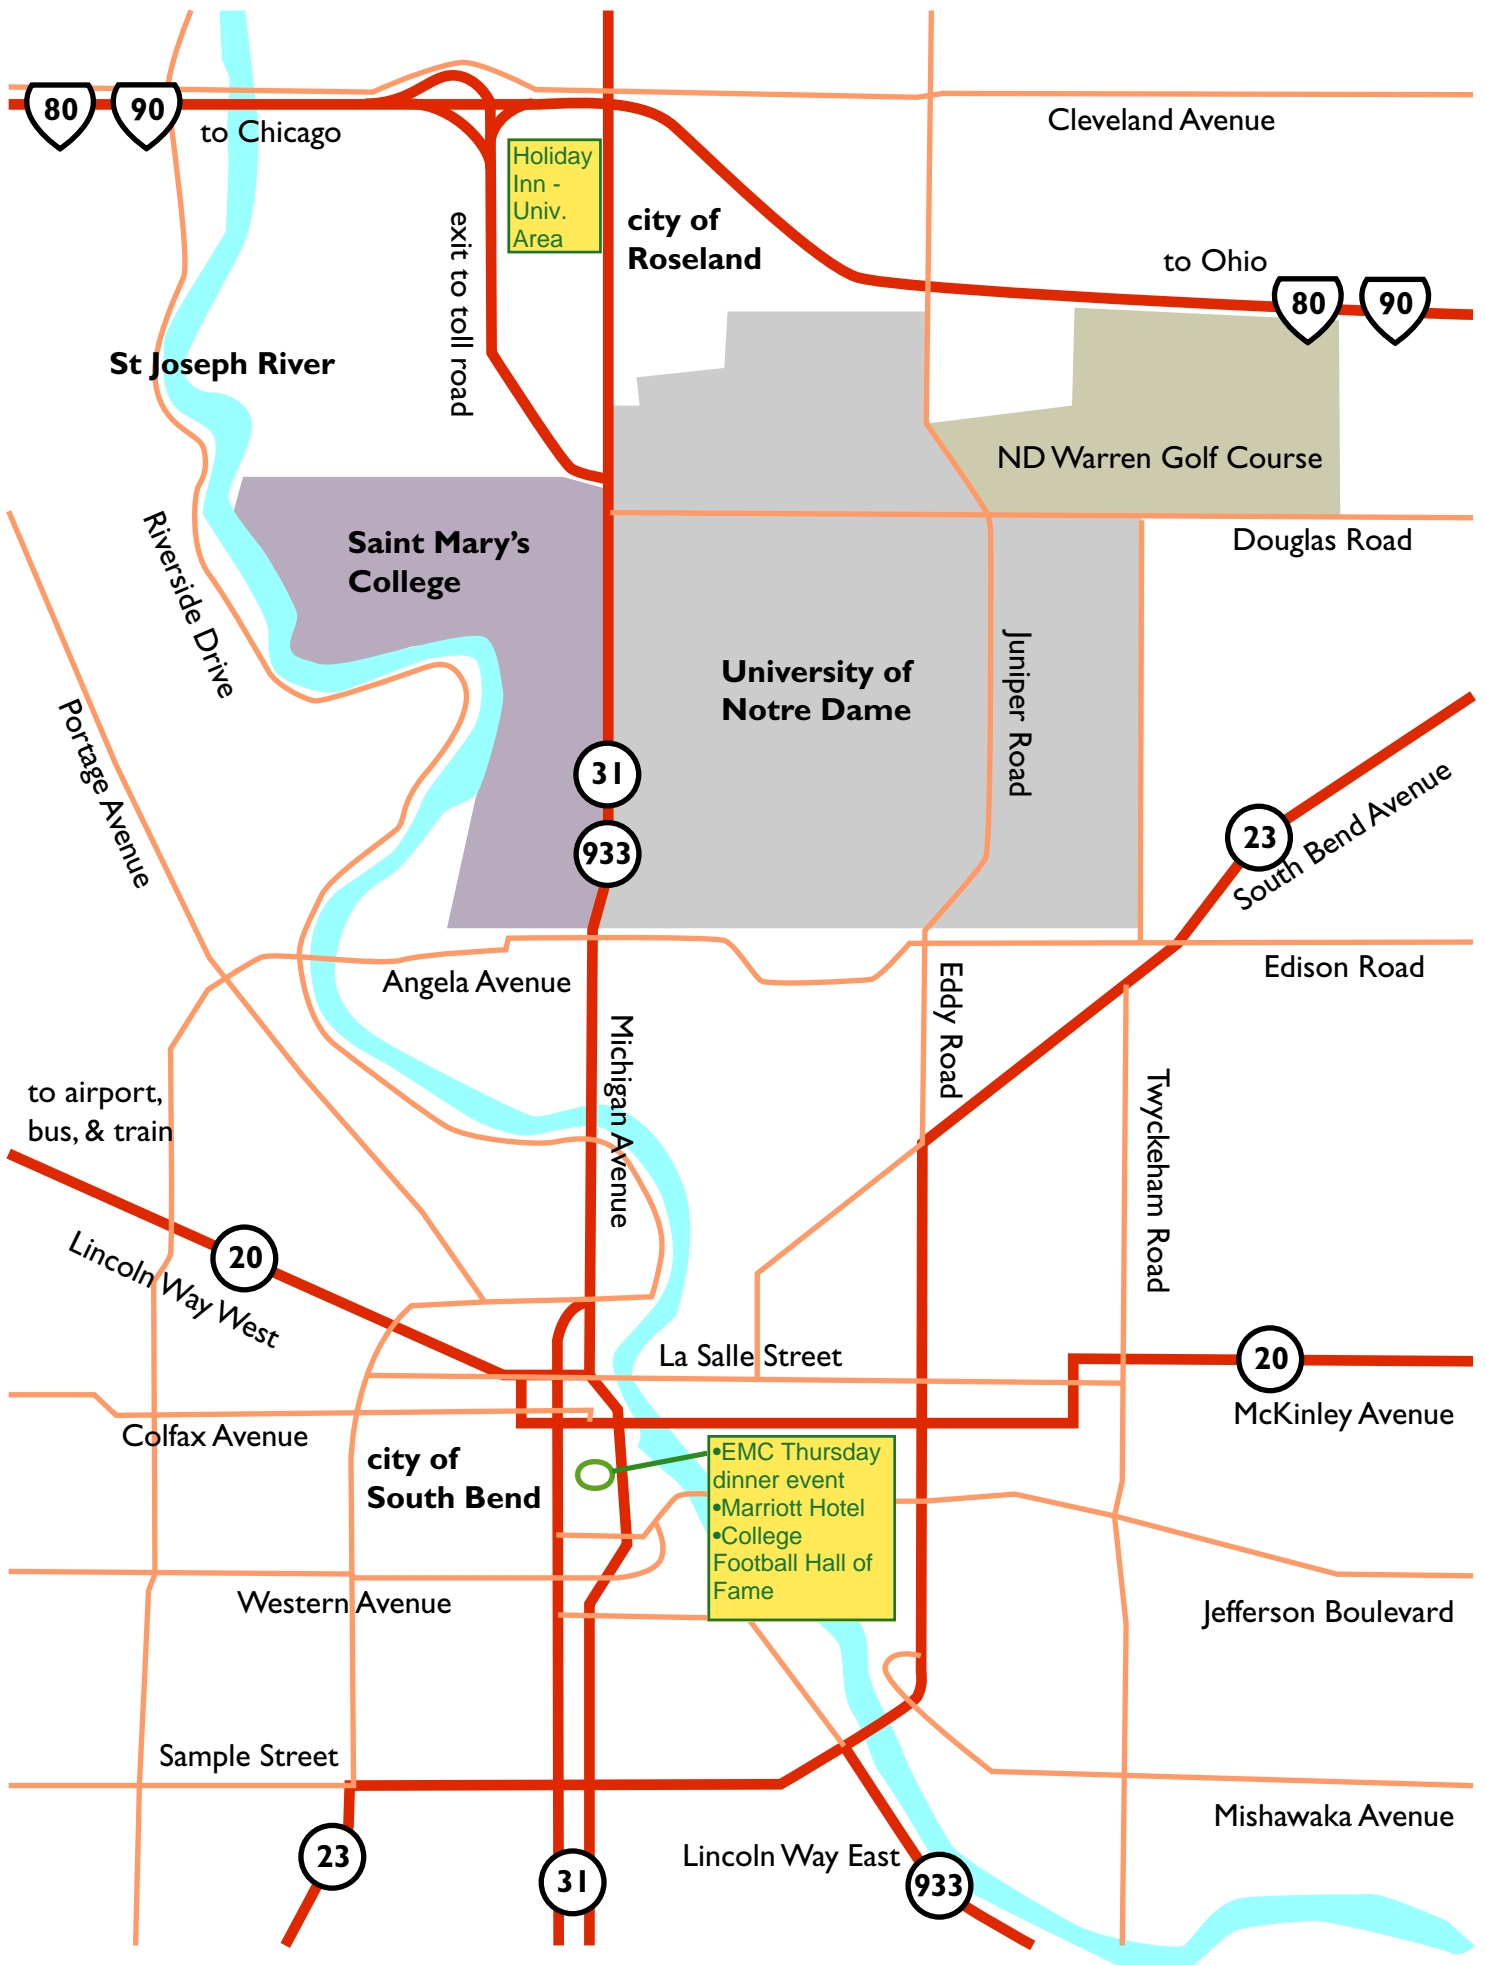 80
90
to Chicago
Cleveland Avenue
Holiday
Inn -
Univ.
Area
city of
Roseland
exit to toll road
to Ohio
80
90
St Joseph River
ND Warren Golf Course
Douglas Road
Saint Mary's
College
Riverside Drive
University of
Notre Dame
Juniper Road
Portage Avenue
31
933
23
South Bend Avenue
Angela Avenue
Edison Road
Eddy Road
Michigan Avenue
to airport,
bus, & train
Twyckeham Road
20
Lincoln Way West
La Salle Street
20
McKinley Avenue
Colfax Avenue
city of
South Bend
•EMC Thursday
dinner event
•Marriott Hotel
•College
Football Hall of
Fame
Western Avenue
Jefferson Boulevard
Sample Street
Mishawaka Avenue
23
31
Lincoln Way East
933